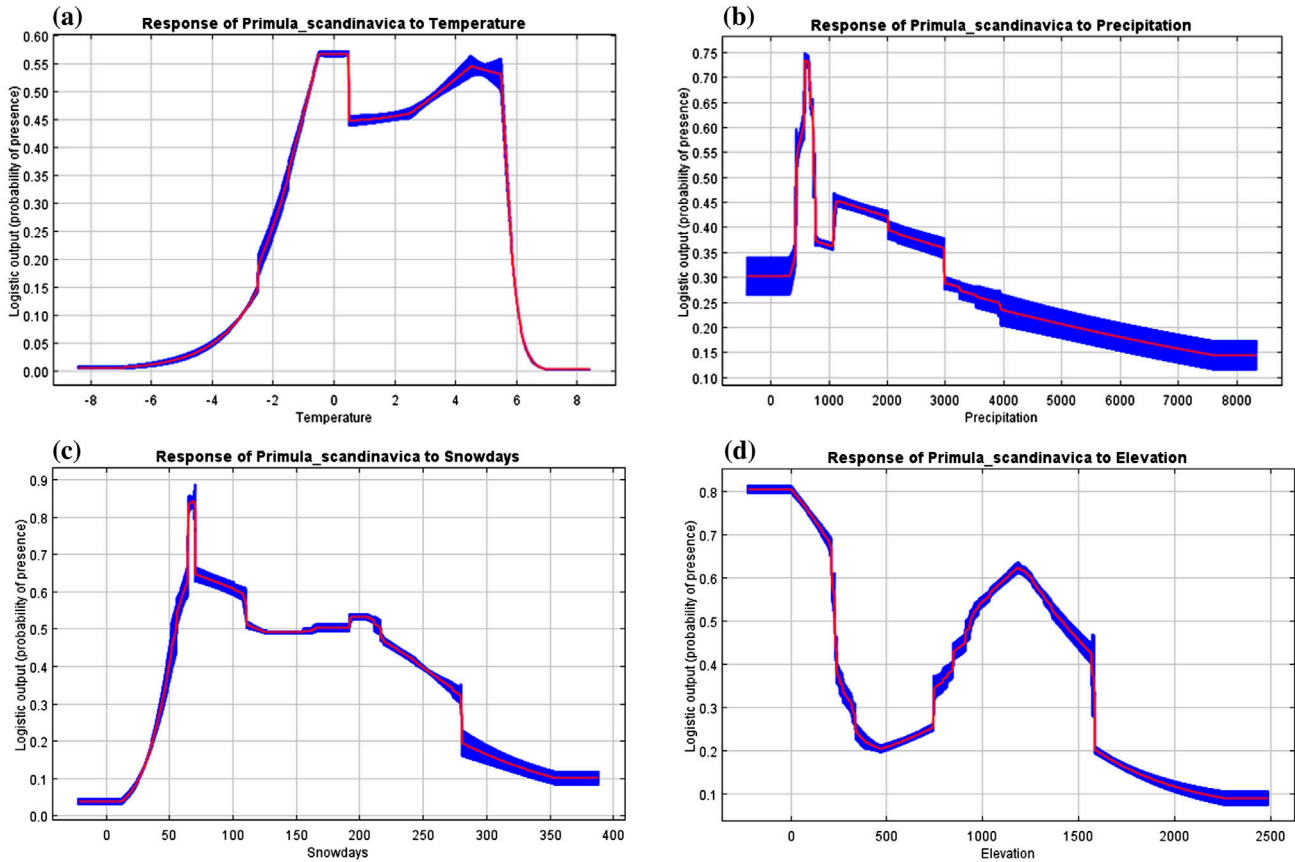 (a)
Response of Primula_scandinavica to Temperature
Logistic output (probability of presence)
0.60
0.55
0.50
0.45
0.40
0.35
0.30
0.25
0.20
0.15
0.10
0.05
0.00
-8 -6 -4 -2 0 2 4 6 8
Temperature
(b)
Response of Primula_scandinavica to Precipitation
Logistic output (probability of presence)
0.75
0.70
0.65
0.60
0.55
0.50
0.45
0.40
0.35
0.30
0.25
0.20
0.15
0.10
0 1000 2000 3000 4000 5000 6000 7000 8000
Precipitation
(c)
Response of Primula_scandinavica to Snowdays
Logistic output (probability of presence)
0.9
0.8
0.7
0.6
0.5
0.4
0.3
0.2
0.1
0.0
0 50 100 150 200 250 300 350 400
Snowdays
(d)
Response of Primula_scandinavica to Elevation
Logistic output (probability of presence)
0.8
0.7
0.6
0.5
0.4
0.3
0.2
0.1
0 500 1000 1500 2000 2500
Elevation